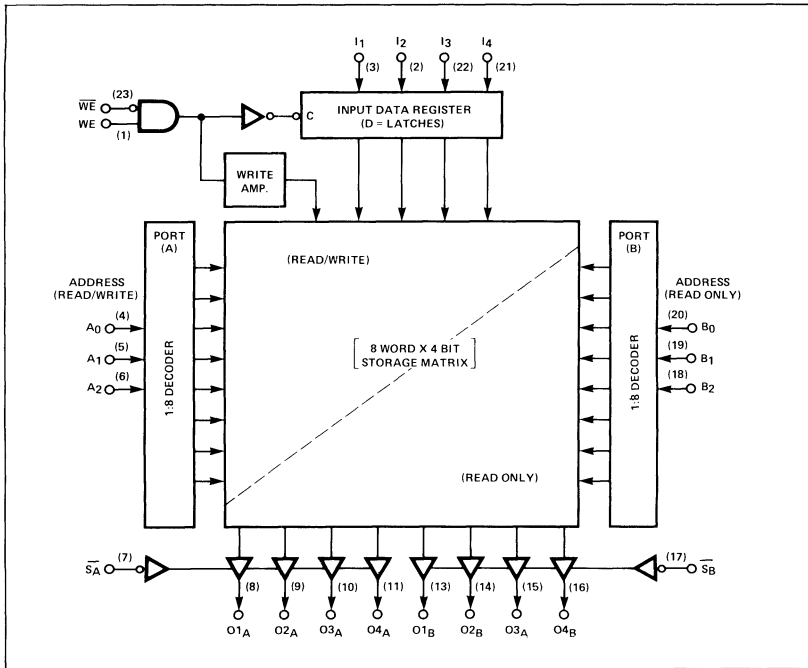 I1 I2 I3 I4
(3) (2) (22) (21)
(23)
WE
WE
(1)
C
INPUT DATA REGISTER
(D = LATCHES)
WRITE
AMP.
PORT
(A)
ADDRESS
(READ/WRITE)
(4)
A0
(5)
A1
(6)
A2
1:8 DECODER
(READ/WRITE)
8 WORD X 4 BIT
STORAGE MATRIX
(READ ONLY)
PORT
(B)
ADDRESS
(READ ONLY)
(20)
B0
(19)
B1
(18)
B2
1:8 DECODER
SA (7)
(17) SB
(8) (9) (10) (11) (13) (14) (15) (16)
O1A O2A O3A O4A O1B O2B O3A O4B